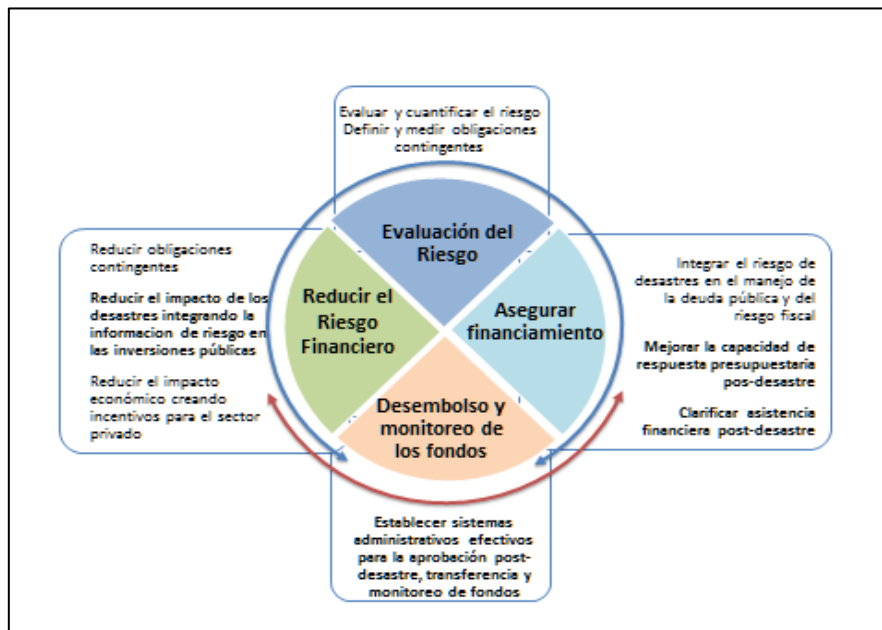 Evaluar y cuantificar el riesgo
Definir y medir obligaciones
contingentes
Evaluación del
Riesgo
Reducir obligaciones
contingentes
Reducir el impacto de los
desastres integrando la
informacion de riesgo en
las inversiones públicas
Reducir el impacto
económico creando
incentivos para el sector
privado
Reducir el
Riesgo
Financiero
Asegurar
financiamiento
Integrar el riesgo de
desastres en el manejo de
la deuda pública y del
riesgo fiscal
Mejorar la capacidad de
respuesta presupuestaria
pos-desastre
Clarificar asistencia
financiera post-desastre
Desembolso y
monitoreo de
los fondos
Establecer sistemas
administrativos efectivos
para la aprobación post-
desastre, transferencia y
monitoreo de fondos